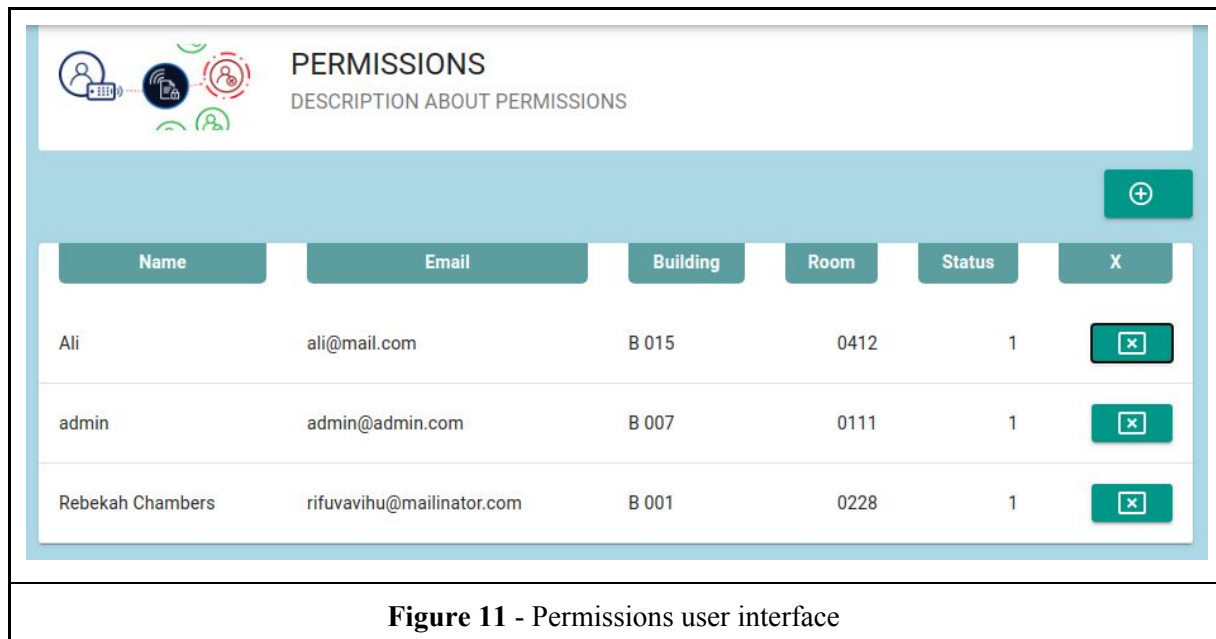 PERMISSIONS
DESCRIPTION ABOUT PERMISSIONS
Name Email Building Room Status X
Ali ali@mail.com B 015 0412 1
admin admin@admin.com B 007 0111 1
Rebekah Chambers rifuvavihu@mailinator.com B 001 0228 1
Figure 11 - Permissions user interface